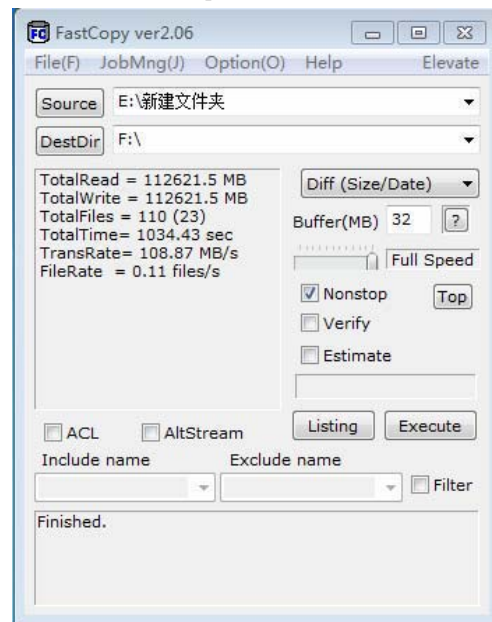 FC FastCopy ver2.06
File(F) JobMng(J) Option(O) Help Elevate
Source E:\新建文件夹
DestDir F:\
TotalRead = 112621.5 MB
TotalWrite = 112621.5 MB
TotalFiles = 110 (23)
TotalTime= 1034.43 sec
TransRate= 108.87 MB/s
FileRate = 0.11 files/s
Diff (Size/Date)
Buffer(MB) 32 ?
Full Speed
Nonstop Top
Verify
Estimate
ACL AltStream Listing Execute
Include name Exclude name
Filter
Finished.